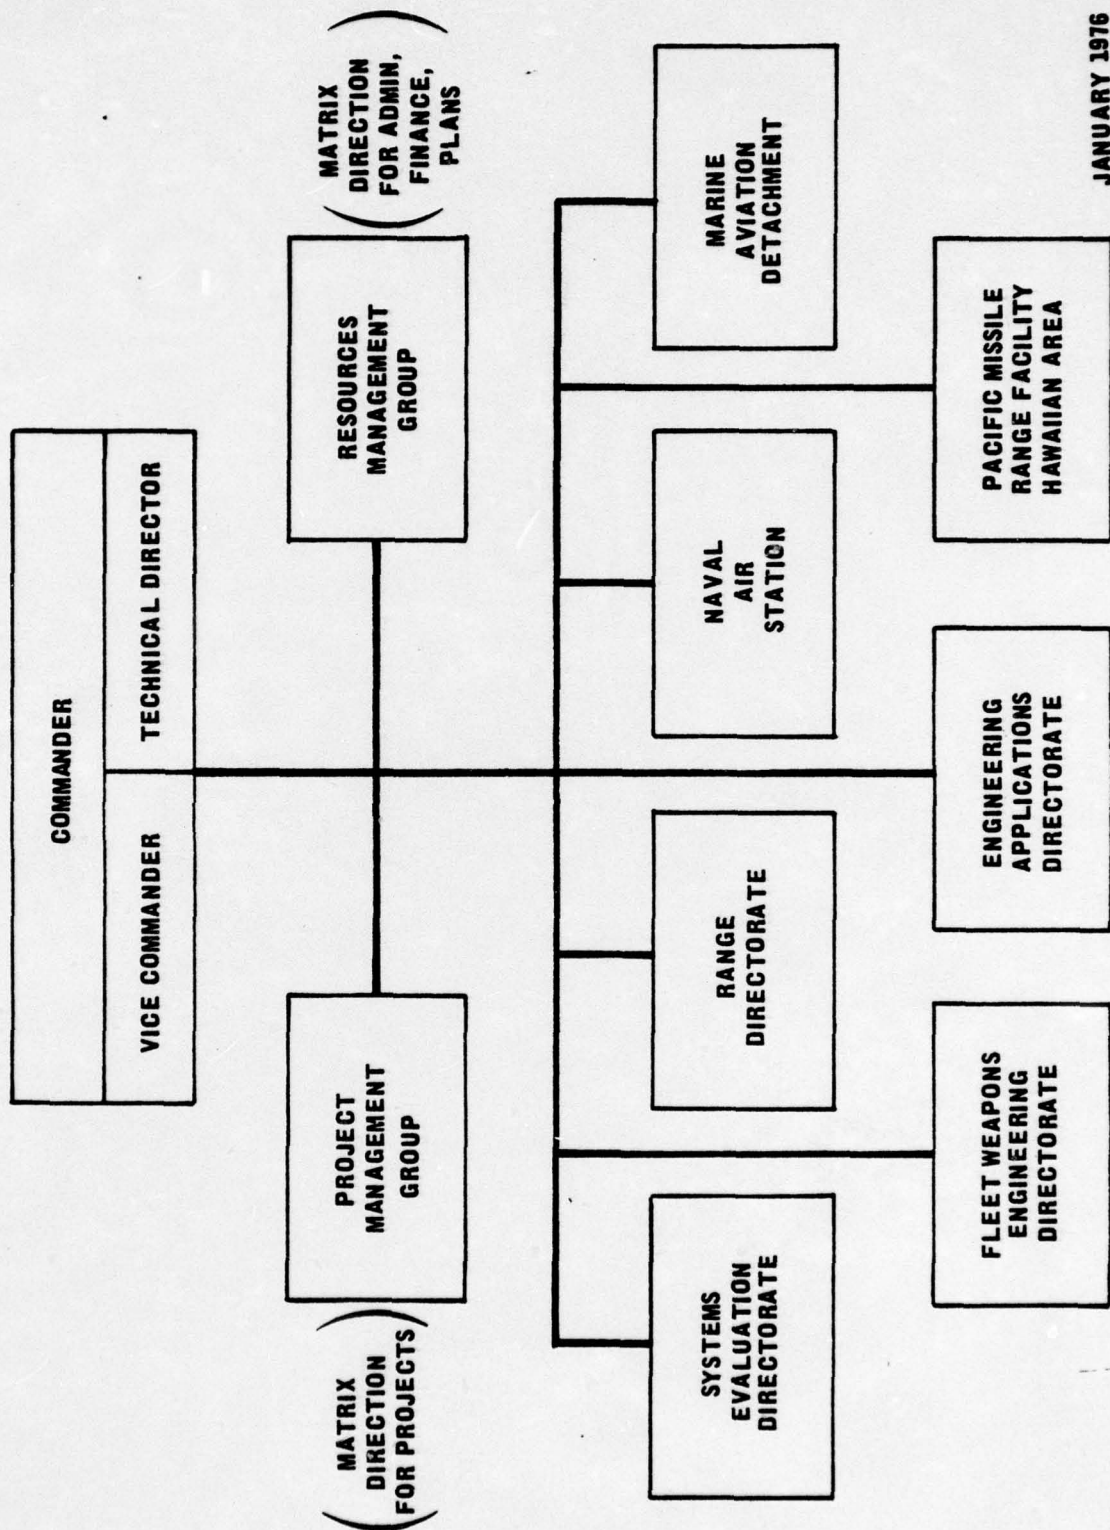 COMMANDER
VICE COMMANDER
TECHNICAL DIRECTOR
(MATRIX
DIRECTION
FOR PROJECTS)
PROJECT
MANAGEMENT
GROUP
RESOURCES
MANAGEMENT
GROUP
(MATRIX
DIRECTION
FOR ADMIN,
FINANCE,
PLANS)
SYSTEMS
EVALUATION
DIRECTORATE
RANGE
DIRECTORATE
NAVAL
AIR
STATION
MARINE
AVIATION
DETACHMENT
FLEET WEAPONS
ENGINEERING
DIRECTORATE
ENGINEERING
APPLICATIONS
DIRECTORATE
PACIFIC MISSILE
RANGE FACILITY
HAWAIIAN AREA
JANUARY 1976